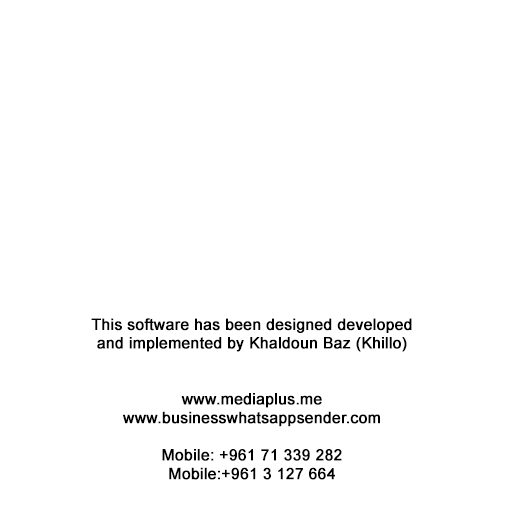 This software has been designed developed
and implemented by Khaldoun Baz (Khillo)
www.mediaplus.me
www.businesswhatsappsender.com
Mobile: +961 71 339 282
Mobile:+961 3 127 664